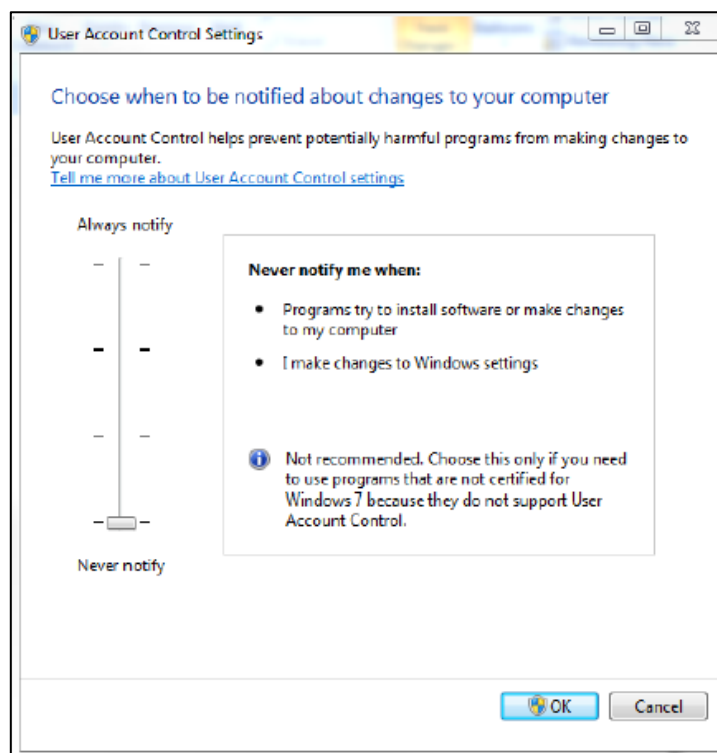 User Account Control Settings
Choose when to be notified about changes to your computer
User Account Control helps prevent potentially harmful programs from making changes to
your computer.
Tell me more about User Account Control settings
Always notify
Never notify me when:
• Programs try to install software or make changes
to my computer
• I make changes to Windows settings
Not recommended. Choose this only if you need
to use programs that are not certified for
Windows 7 because they do not support User
Account Control.
Never notify
OK
Cancel